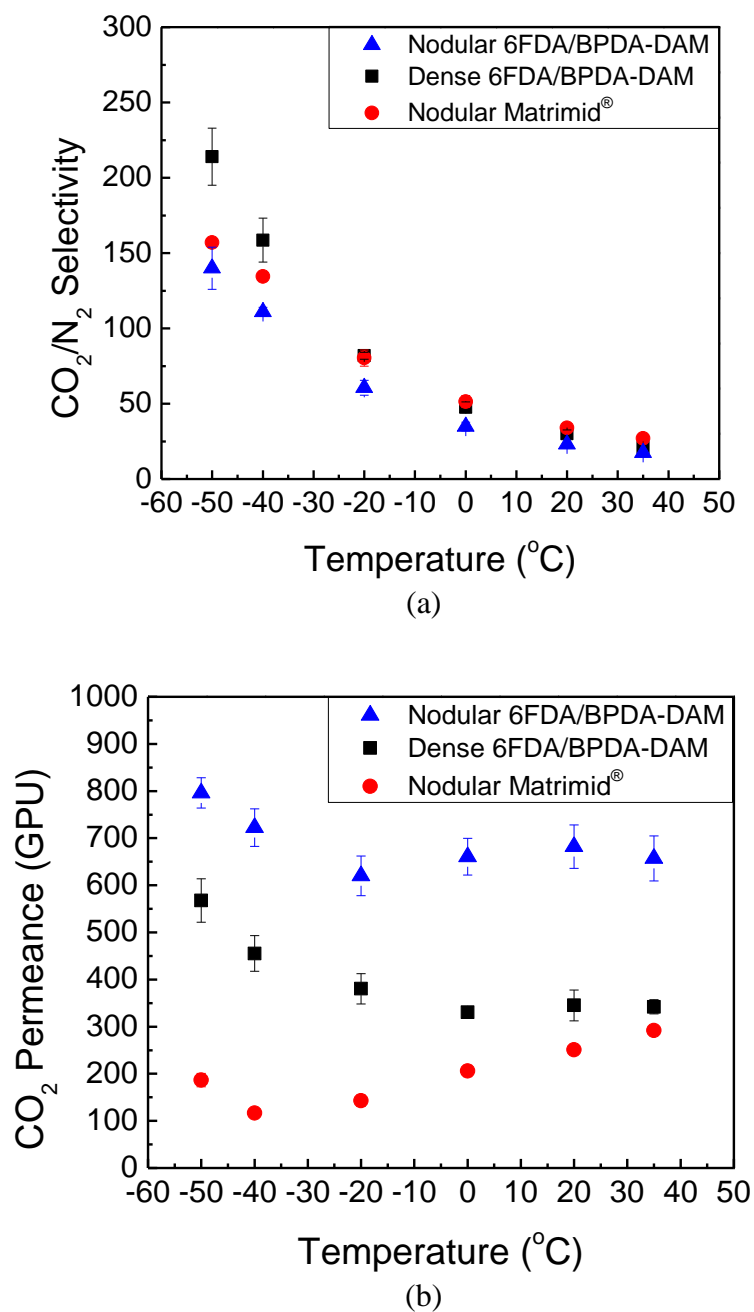 300
250
200
150
100
50
0
CO2/N2 Selectivity
Nodular 6FDA/BPDA-DAM
Dense 6FDA/BPDA-DAM
Nodular Matrimid®
-60 -50 -40 -30 -20 -10 0 10 20 30 40 50
Temperature (oC)
(a)
1000
900
800
700
600
500
400
300
200
100
0
CO2 Permeance (GPU)
Nodular 6FDA/BPDA-DAM
Dense 6FDA/BPDA-DAM
Nodular Matrimid®
-60 -50 -40 -30 -20 -10 0 10 20 30 40 50
Temperature (oC)
(b)